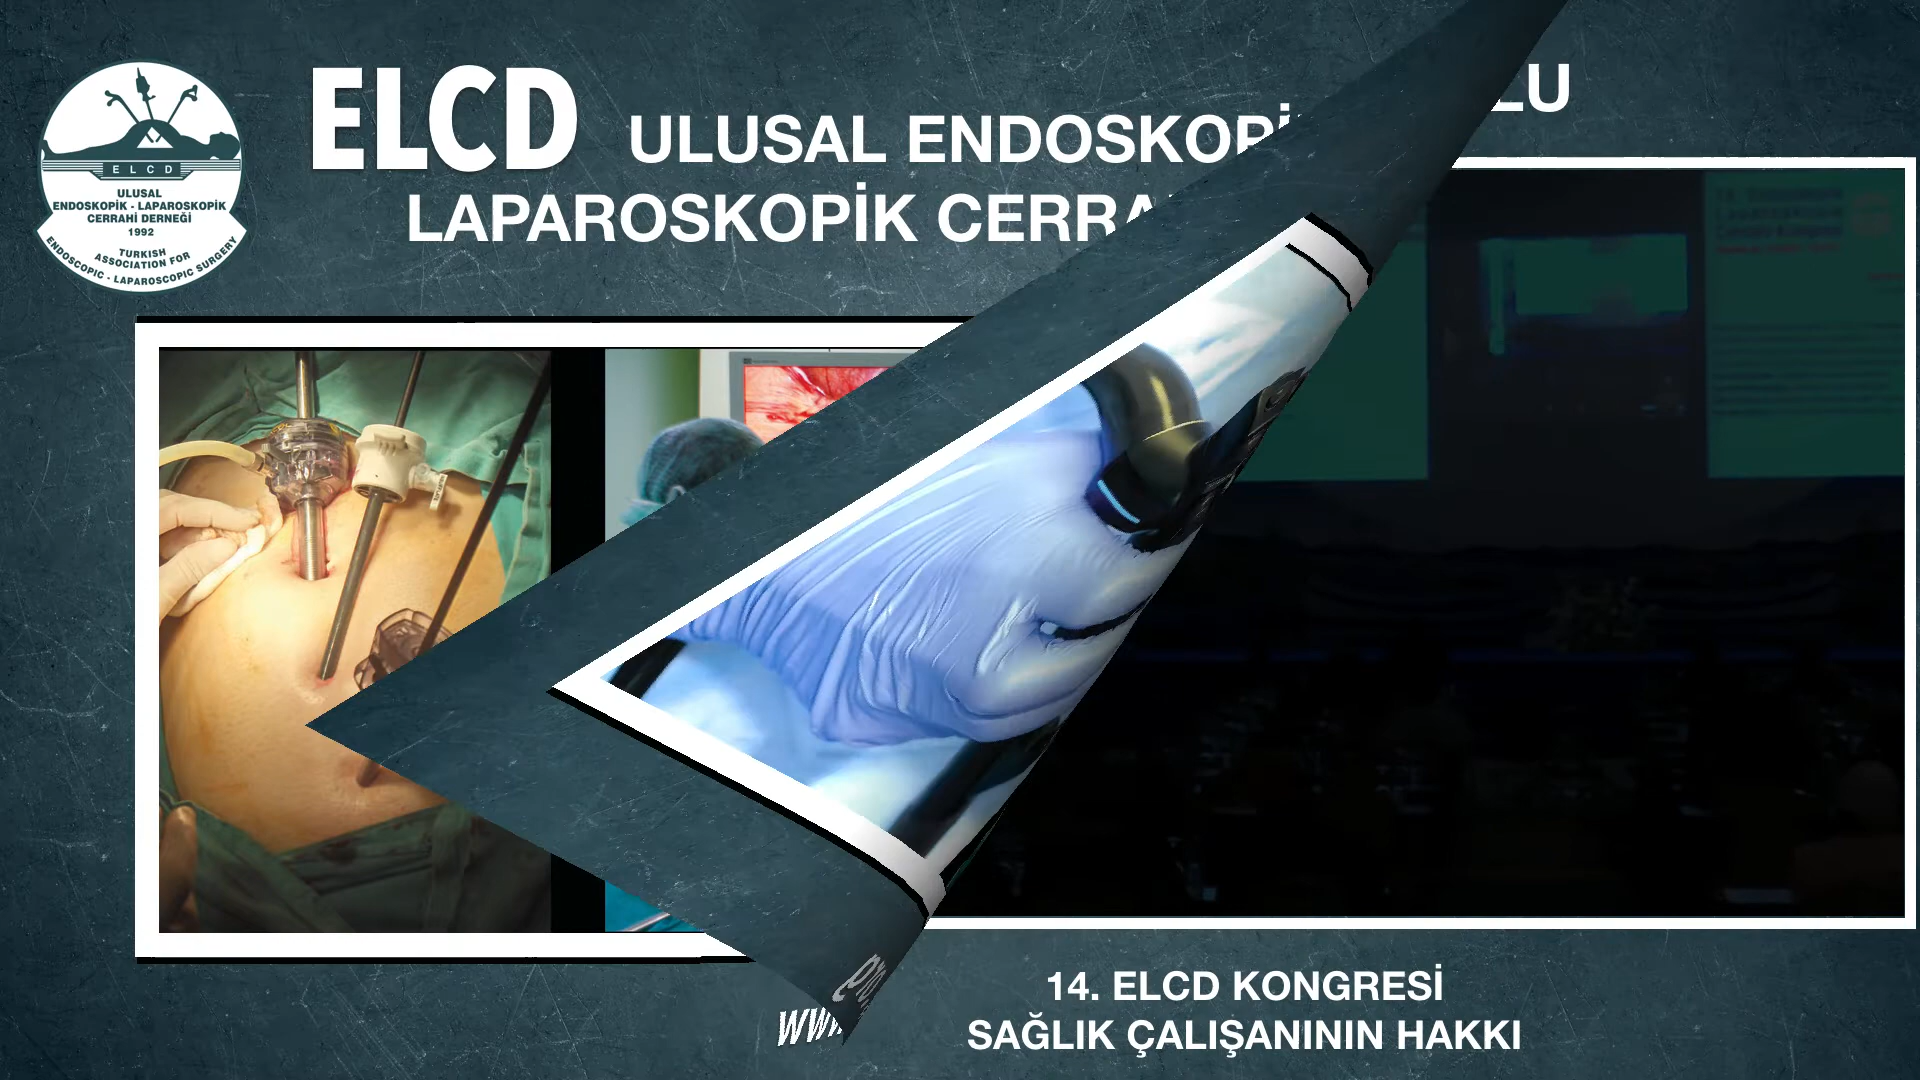 ELCD ULUSAL ENDOSKOPİ
LAPAROSKOPİK CERRA
LU
E L C D
ULUSAL
ENDOSKOPİK - LAPAROSKOPİK
CERRAHİ DERNEĞİ
1992
TURKISH
ASSOCIATION FOR
ENDOSCOPIC - LAPAROSCOPIC SURGERY
www.
14. ELCD KONGRESİ
SAĞLIK ÇALIŞANININ HAKKI